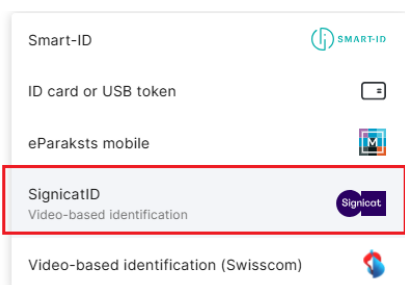 Smart-ID SMART-ID
ID card or USB token
eParaksts mobile M
SignicatID
Video-based identification
Signicat
Video-based identification (Swisscom)